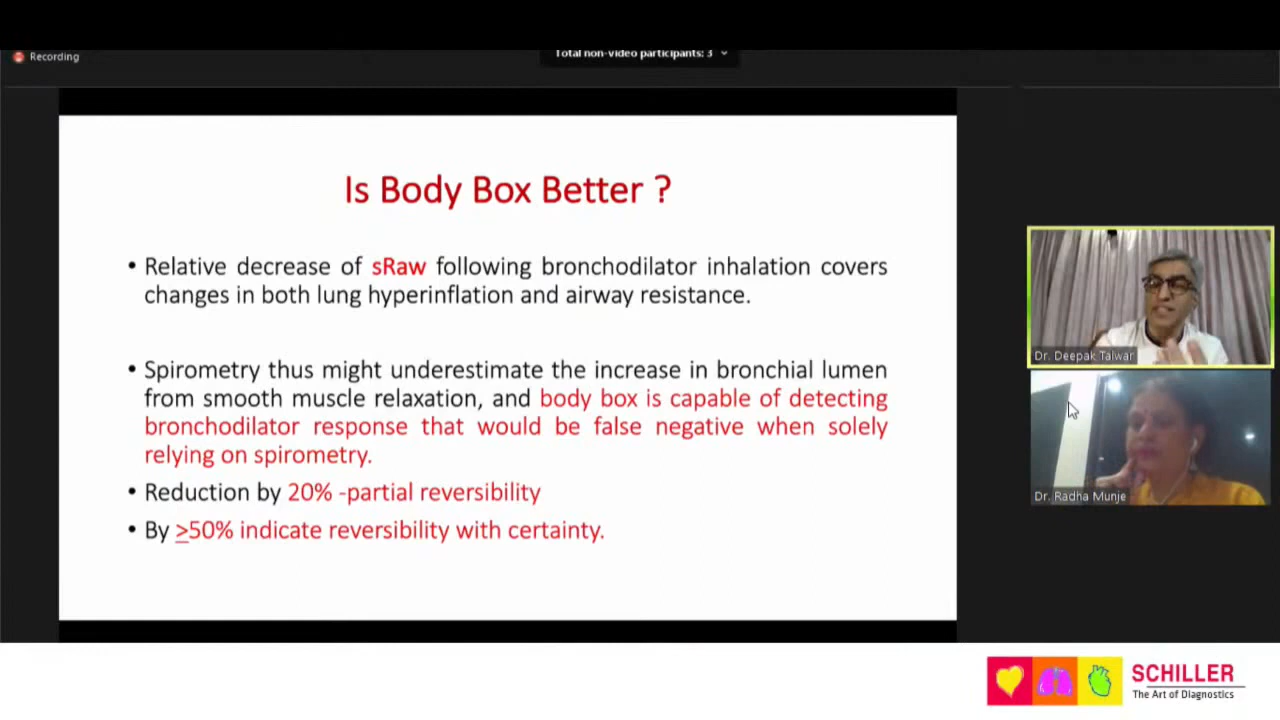 Recording
Total non-video participants: 3
Is Body Box Better ?
• Relative decrease of sRaw following bronchodilator inhalation covers
changes in both lung hyperinflation and airway resistance.
• Spirometry thus might underestimate the increase in bronchial lumen
from smooth muscle relaxation, and body box is capable of detecting
bronchodilator response that would be false negative when solely
relying on spirometry.
• Reduction by 20% -partial reversibility
• By ≥50% indicate reversibility with certainty.
Dr. Deepak Talwar
Dr. Radha Munje
SCHILLER
The Art of Diagnostics